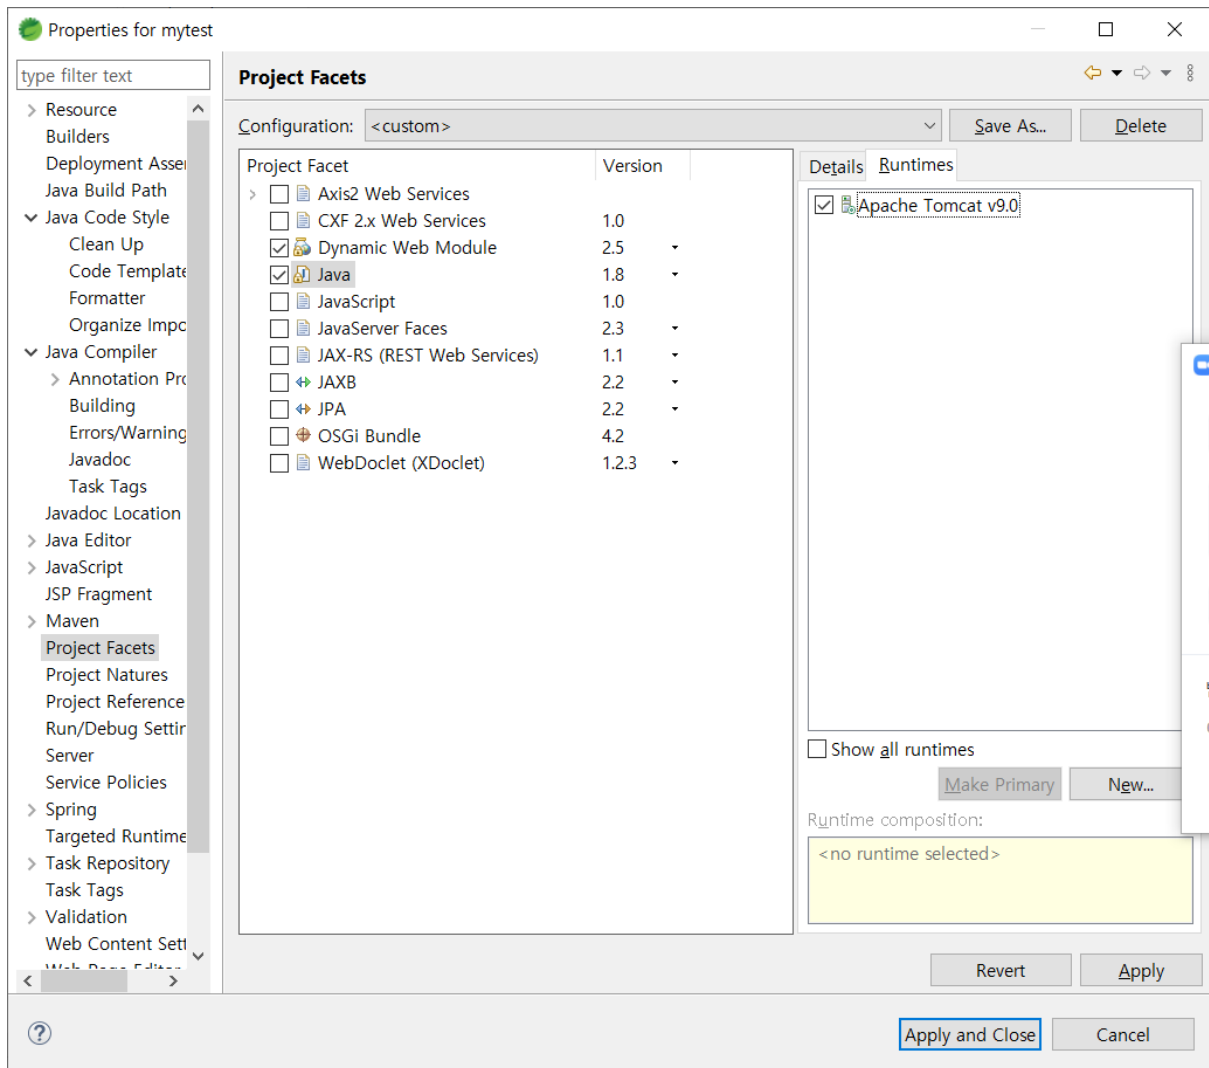 Properties for mytest
type filter text
Resource
Builders
Deployment Asse
Java Build Path
Java Code Style
Clean Up
Code Template
Formatter
Organize Impo
Java Compiler
Annotation Pro
Building
Errors/Warning
Javadoc
Task Tags
Javadoc Location
Java Editor
JavaScript
JSP Fragment
Maven
Project Facets
Project Natures
Project Reference
Run/Debug Settin
Server
Service Policies
Spring
Targeted Runtime
Task Repository
Task Tags
Validation
Web Content Sett
Web Page Editor
Project Facets
Configuration: <custom> Save As... Delete
Project Facet Version
Axis2 Web Services
CXF 2.x Web Services 1.0
Dynamic Web Module 2.5
Java 1.8
JavaScript 1.0
JavaServer Faces 2.3
JAX-RS (REST Web Services) 1.1
JAXB 2.2
JPA 2.2
OSGi Bundle 4.2
WebDoclet (XDoclet) 1.2.3
Details Runtimes
Apache Tomcat v9.0
Show all runtimes
Make Primary New...
Runtime composition:
<no runtime selected>
Revert Apply
Apply and Close Cancel